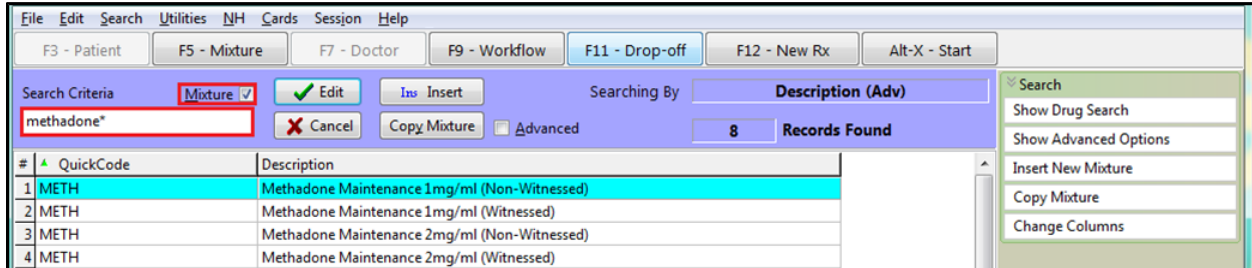 File Edit Search Utilities NH Cards Session Help
F3 - Patient F5 - Mixture F7 - Doctor F9 - Workflow F11 - Drop-off F12 - New Rx Alt-X - Start
Search Criteria Mixture Edit Ins Insert Searching By Description (Adv)
methadone* Cancel Copy Mixture Advanced 8 Records Found
# QuickCode Description
1 METH Methadone Maintenance 1mg/ml (Non-Witnessed)
2 METH Methadone Maintenance 1mg/ml (Witnessed)
3 METH Methadone Maintenance 2mg/ml (Non-Witnessed)
4 METH Methadone Maintenance 2mg/ml (Witnessed)
Search
Show Drug Search
Show Advanced Options
Insert New Mixture
Copy Mixture
Change Columns